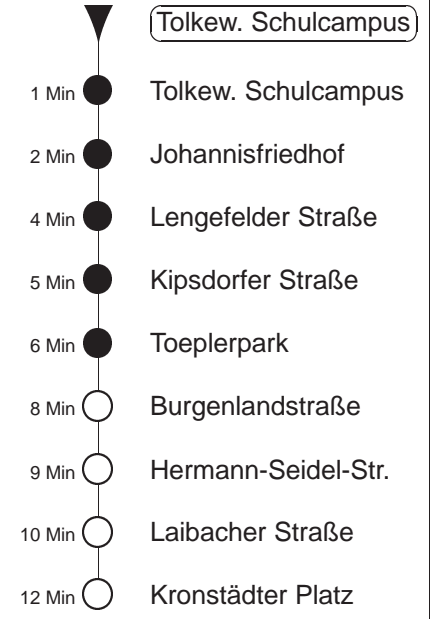 Tolkew. Schulcampus
1 Min Tolkew. Schulcampus
2 Min Johannisfriedhof
4 Min Lengefelder Straße
5 Min Kipsdorfer Straße
6 Min Toeplerpark
8 Min Burgenlandstraße
9 Min Hermann-Seidel-Str.
10 Min Laibacher Straße
12 Min Kronstädter Platz